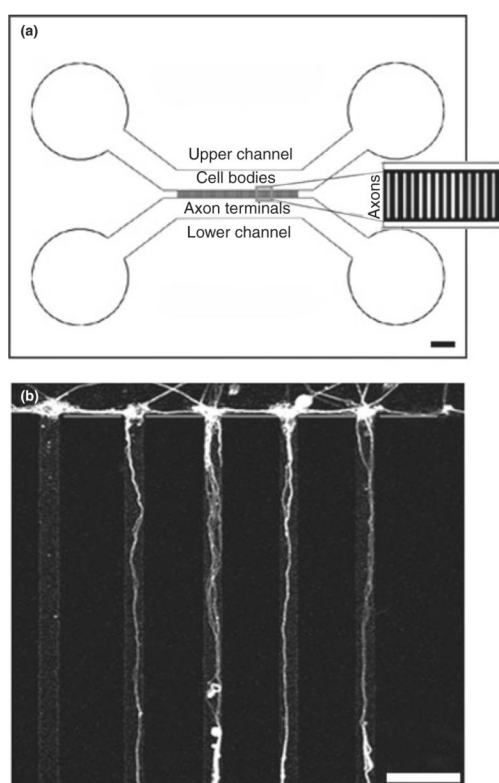 (a)
Upper channel
Cell bodies
Axons
Axon terminals
Lower channel
(b)